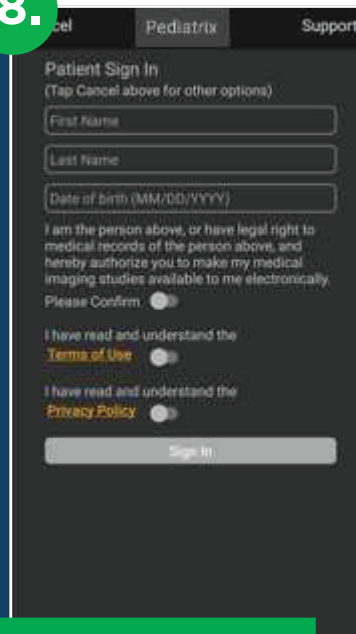 8.
cel Pediatrix Support
Patient Sign In
(Tap Cancel above for other options)
First Name
Last Name
Date of birth (MM/DD/YYYY)
I am the person above, or have legal right to
medical records of the person above, and
hereby authorize you to make my medical
imaging studies available to me electronically.
Please Confirm
I have read and understand the
Terms of Use
I have read and understand the
Privacy Policy
Sign In